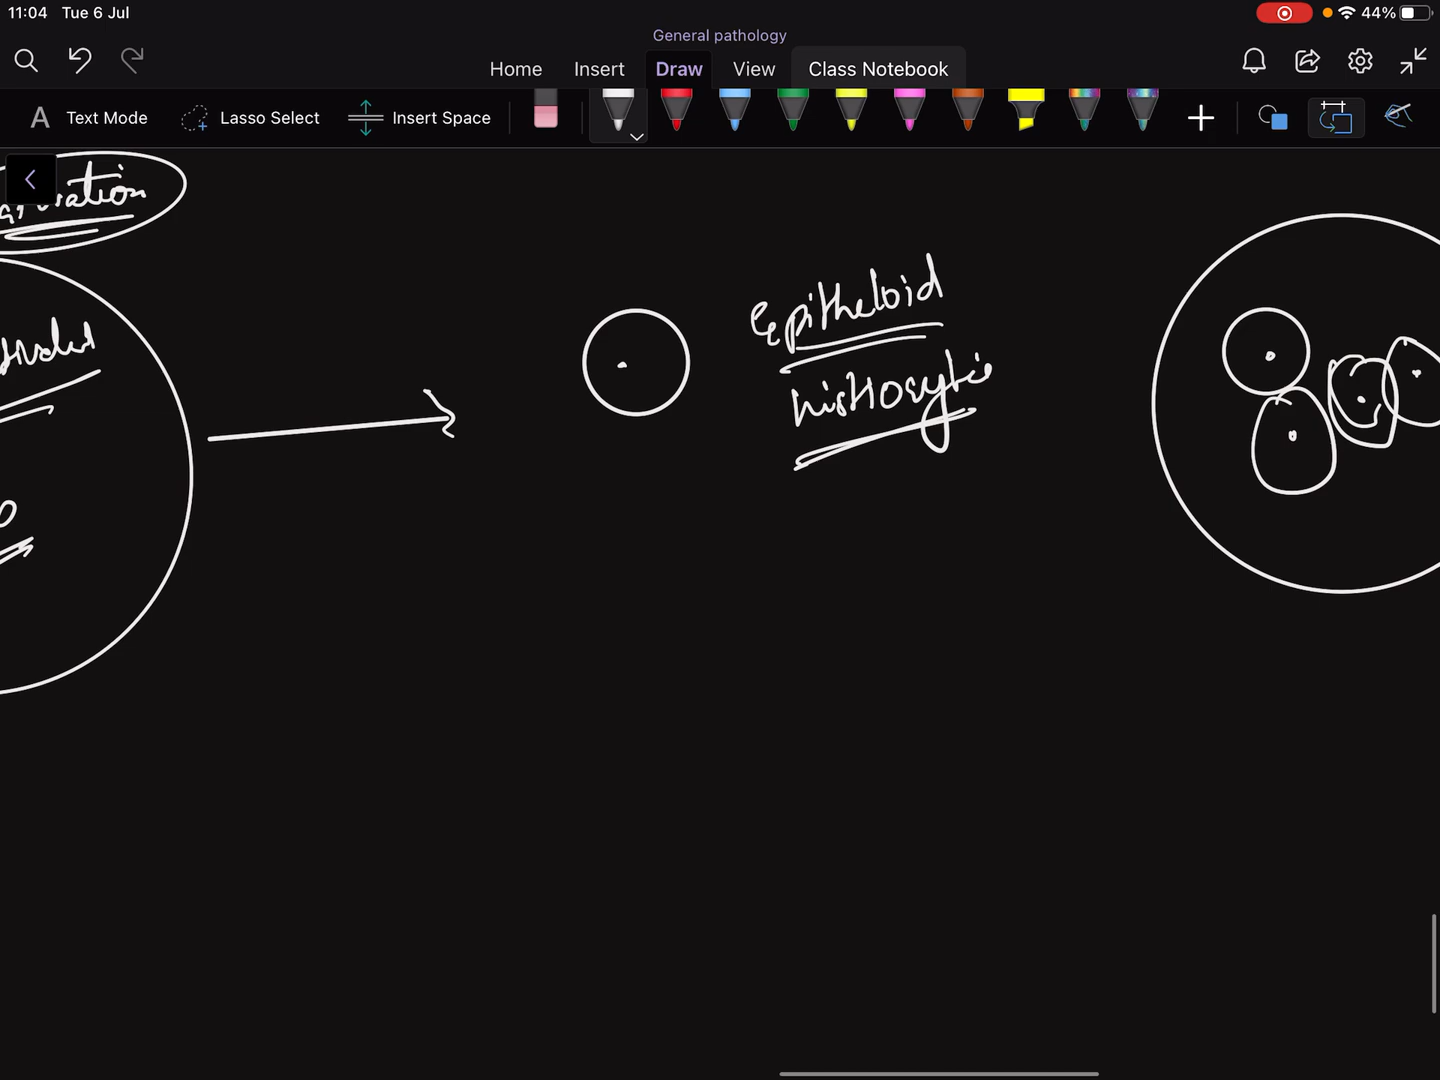 11:04 Tue 6 Jul
44%
General pathology
Home Insert Draw View Class Notebook
A Text Mode Lasso Select Insert Space
Epitheloid
histiocytic